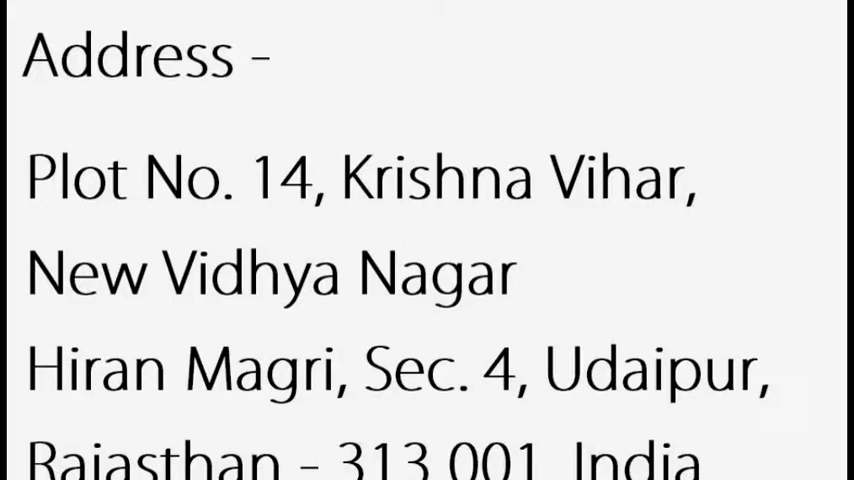 Address -
Plot No. 14, Krishna Vihar,
New Vidhya Nagar
Hiran Magri, Sec. 4, Udaipur,
Rajasthan - 313 001, India